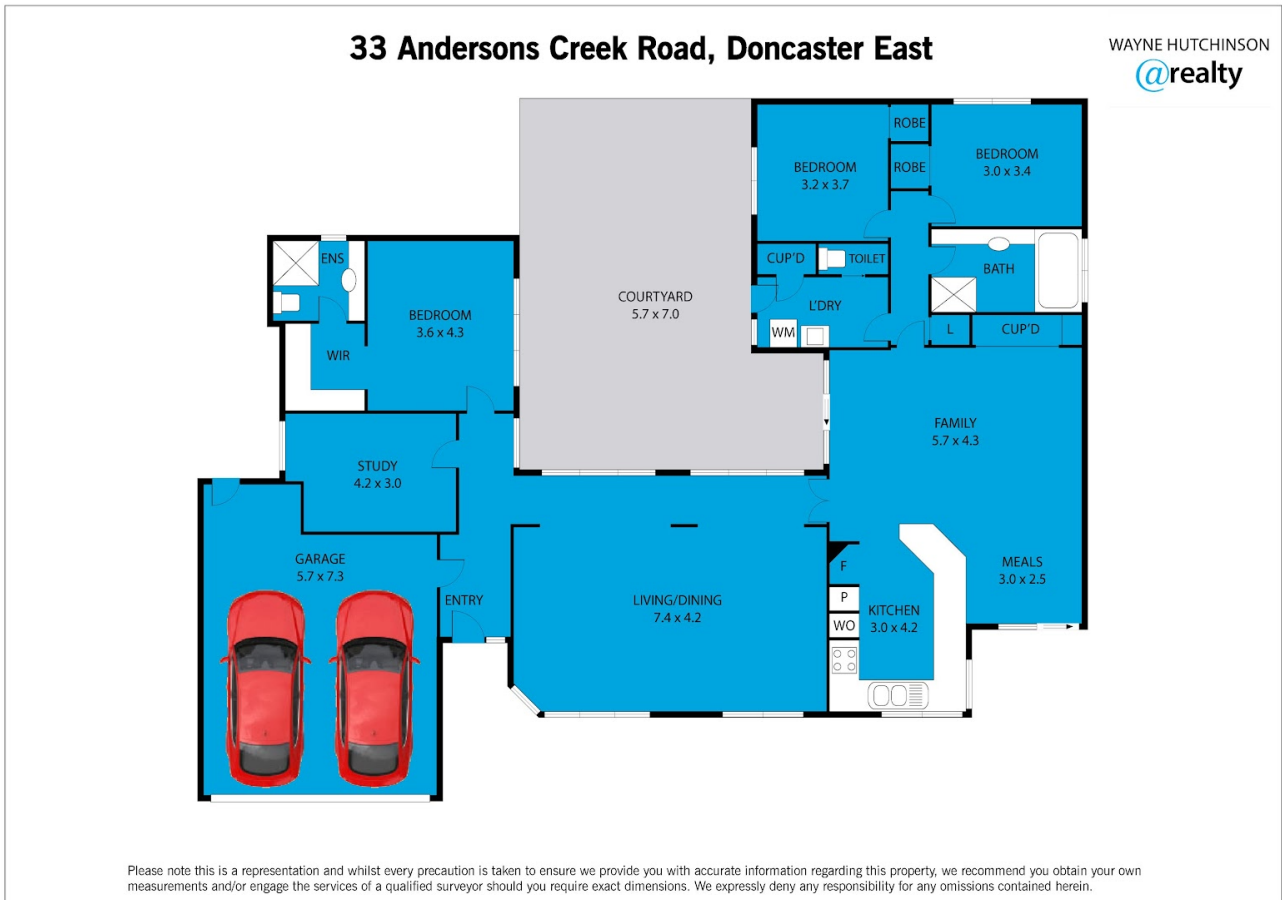 33 Andersons Creek Road, Doncaster East
WAYNE HUTCHINSON
@realty
ROBE
BEDROOM
3.2 x 3.7
ROBE
BEDROOM
3.0 x 3.4
ENS
CUP'D
TOILET
BATH
COURTYARD
5.7 x 7.0
L'DRY
BEDROOM
3.6 x 4.3
WM
L
CUP'D
WIR
FAMILY
5.7 x 4.3
STUDY
4.2 x 3.0
GARAGE
5.7 x 7.3
F
MEALS
3.0 x 2.5
ENTRY
LIVING/DINING
7.4 x 4.2
P
WO
KITCHEN
3.0 x 4.2
Please note this is a representation and whilst every precaution is taken to ensure we provide you with accurate information regarding this property, we recommend you obtain your own
measurements and/or engage the services of a qualified surveyor should you require exact dimensions. We expressly deny any responsibility for any omissions contained herein.